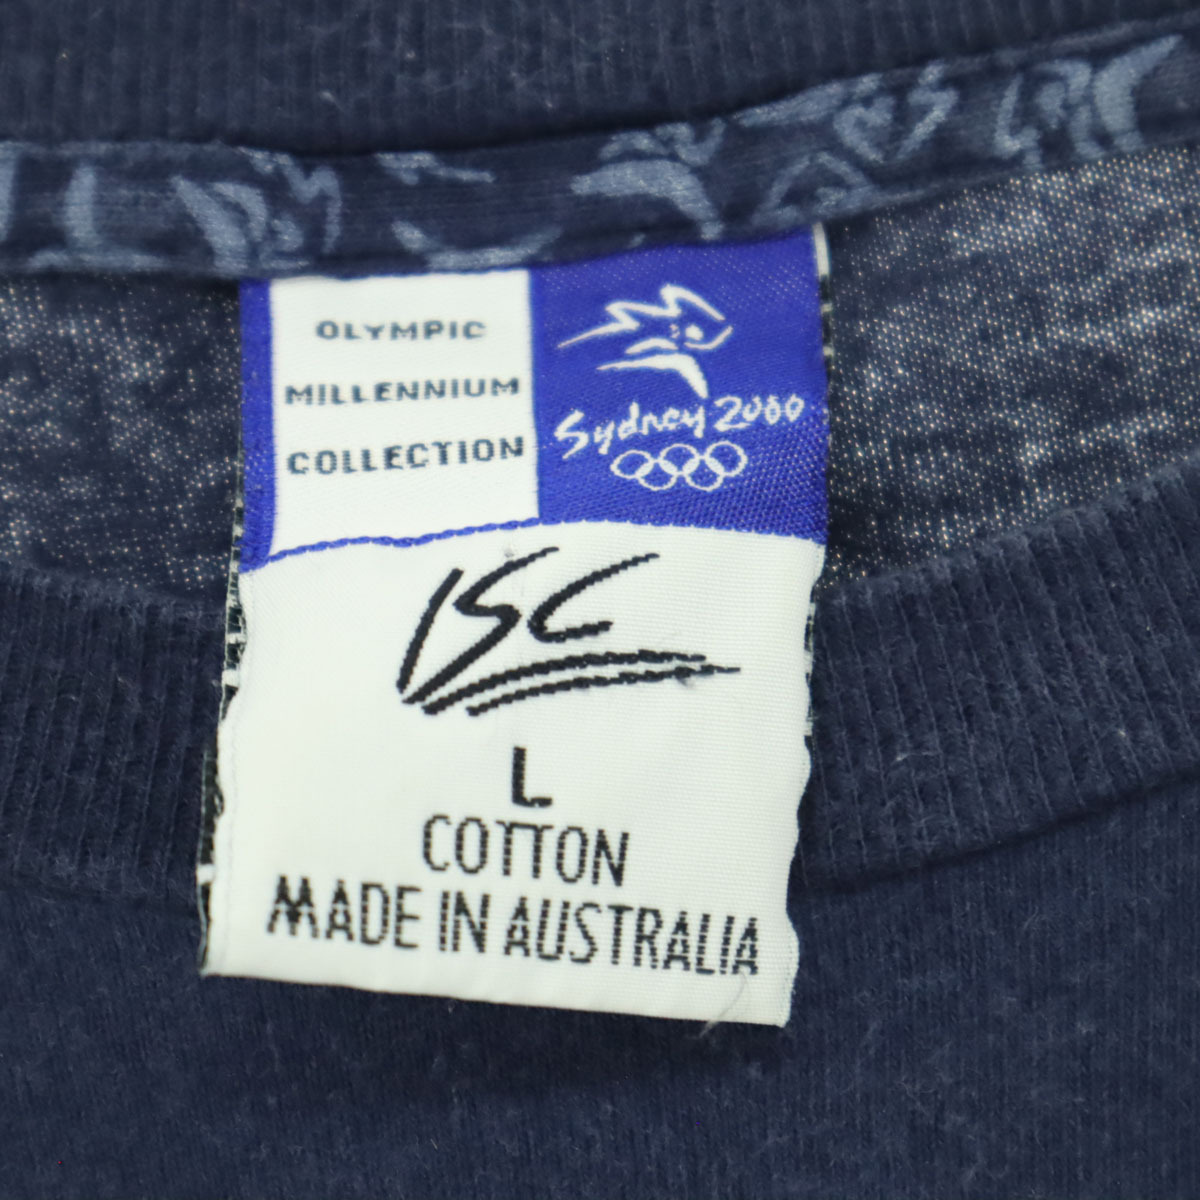 OLYMPIC
MILLENNIUM
COLLECTION
Sydney 2000
ISC
L
COTTON
MADE IN AUSTRALIA